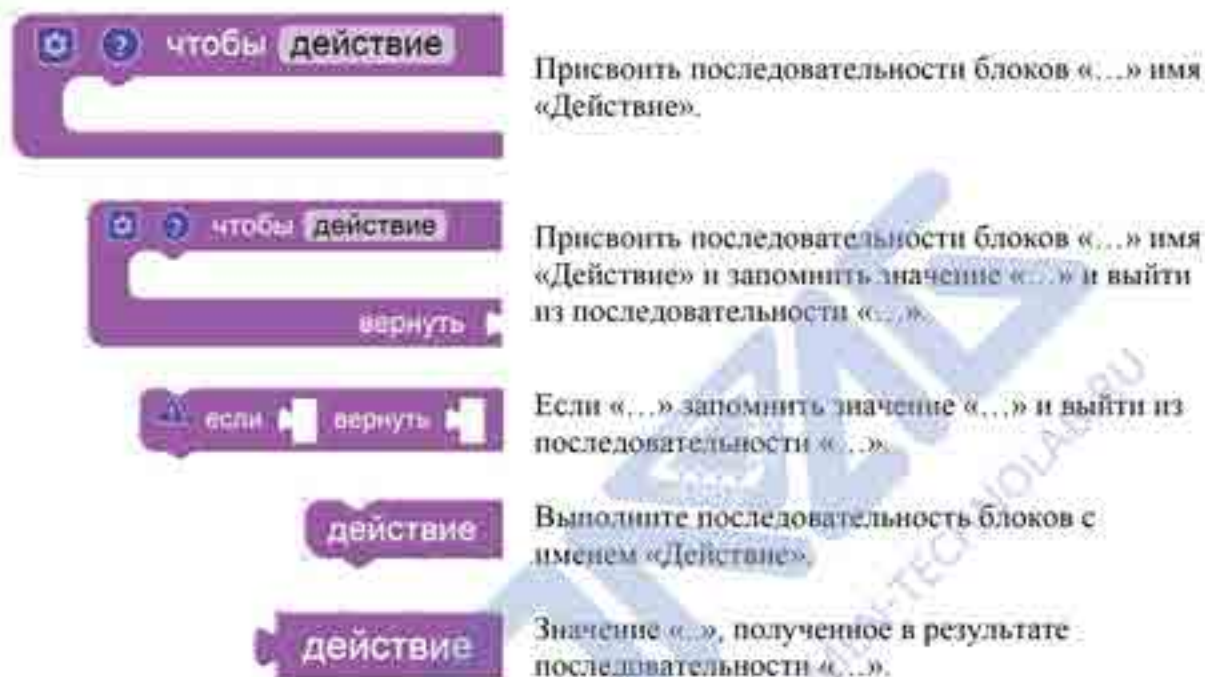 чтобы действие
Присвоить последовательности блоков «…» имя
«Действие».
чтобы действие
вернуть
Присвоить последовательности блоков «…» имя
«Действие» и запомнить значение «…» и выйти
из последовательности «…».
если вернуть
Если «…» запомнить значение «…» и выйти из
последовательности «…».
действие
Выполните последовательность блоков с
именем «Действие».
действие
Значение «…», полученное в результате
последовательности «…».